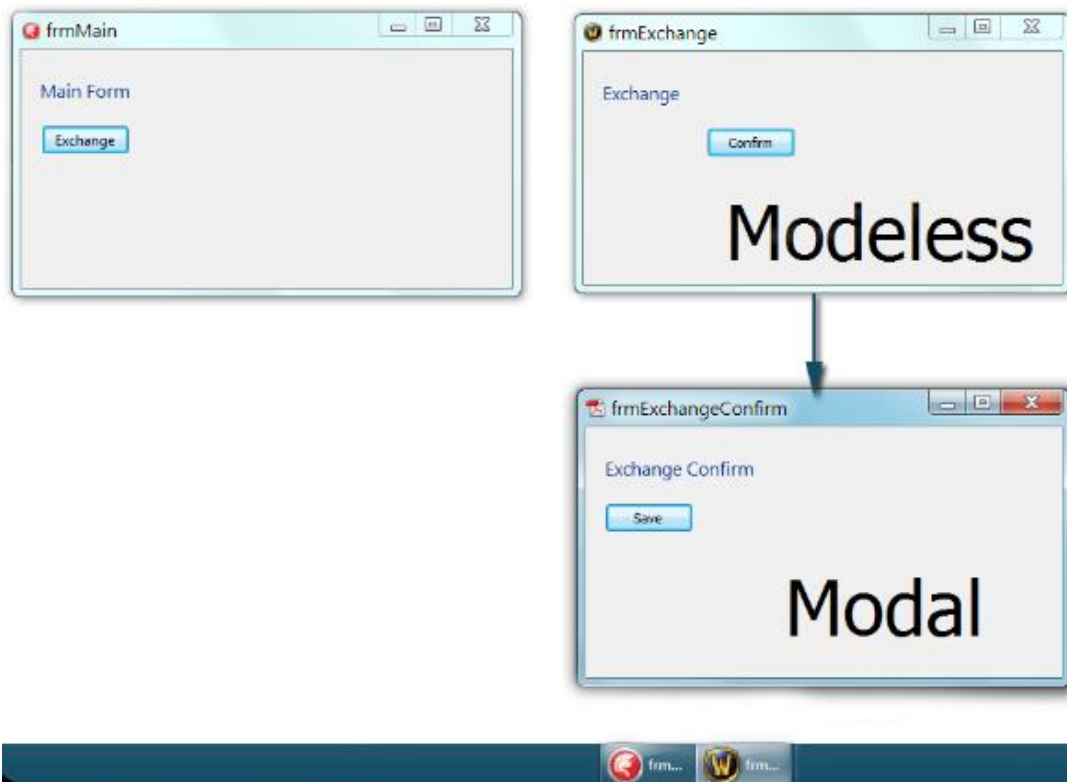 frmMain
Main Form
Exchange
frmExchange
Exchange
Confirm
Modeless
frmExchangeConfirm
Exchange Confirm
Save
Modal
frm...
frm...